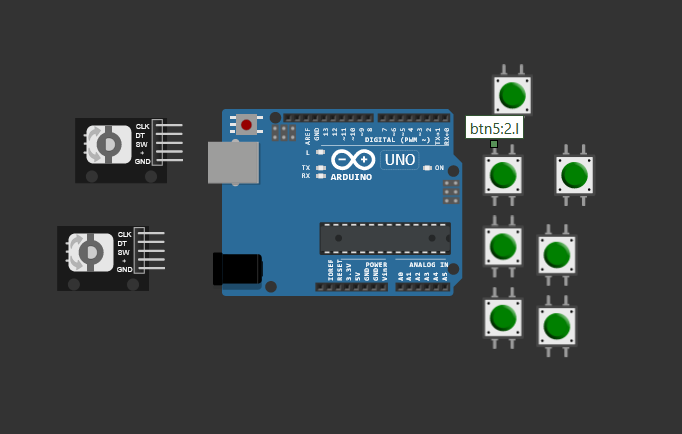 btn5:2.l
CLK
DT
SW
+
GND
CLK
DT
SW
+
GND
AREF
GND
13
12
~11
~10
~9
8
7
~6
~5
4
~3
2
TX→1
RX←0
DIGITAL (PWM ~)
L
TX
RX
UNO
ARDUINO
ON
IOREF
RESET
3.3V
5V
GND
GND
Vin
POWER
ANALOG IN
A0
A1
A2
A3
A4
A5